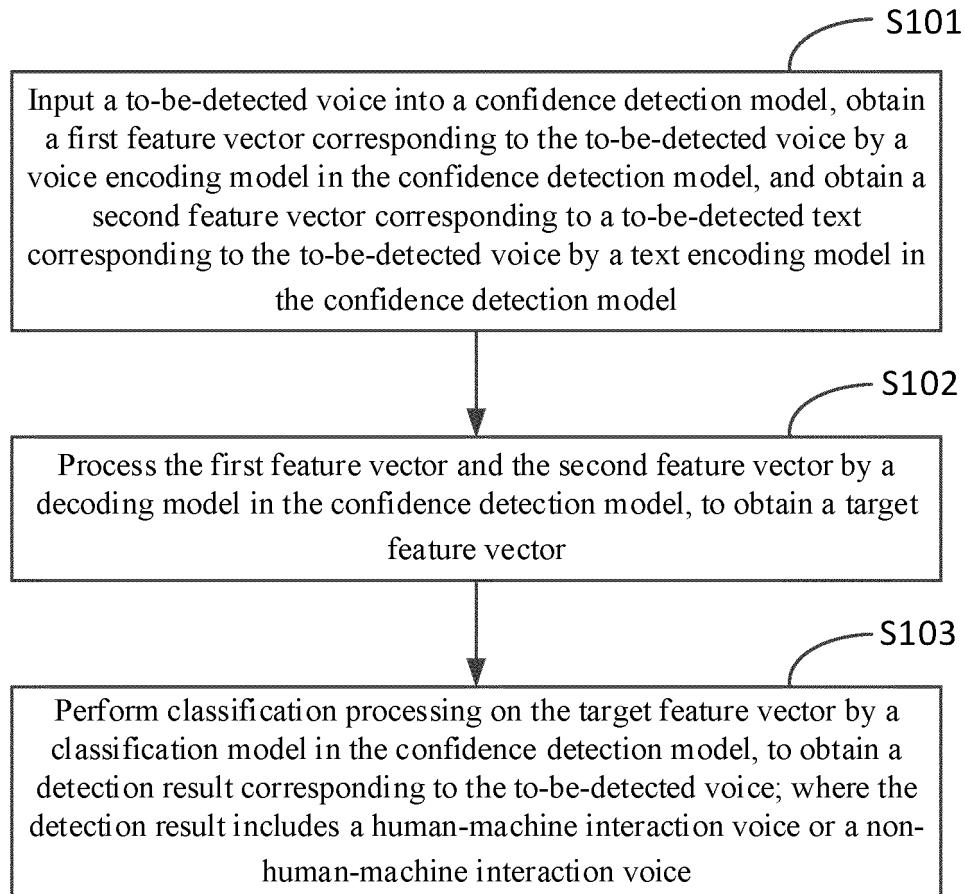 S101
Input a to-be-detected voice into a confidence detection model, obtain
a first feature vector corresponding to the to-be-detected voice by a
voice encoding model in the confidence detection model, and obtain a
second feature vector corresponding to a to-be-detected text
corresponding to the to-be-detected voice by a text encoding model in
the confidence detection model
S102
Process the first feature vector and the second feature vector by a
decoding model in the confidence detection model, to obtain a target
feature vector
S103
Perform classification processing on the target feature vector by a
classification model in the confidence detection model, to obtain a
detection result corresponding to the to-be-detected voice; where the
detection result includes a human-machine interaction voice or a non-
human-machine interaction voice